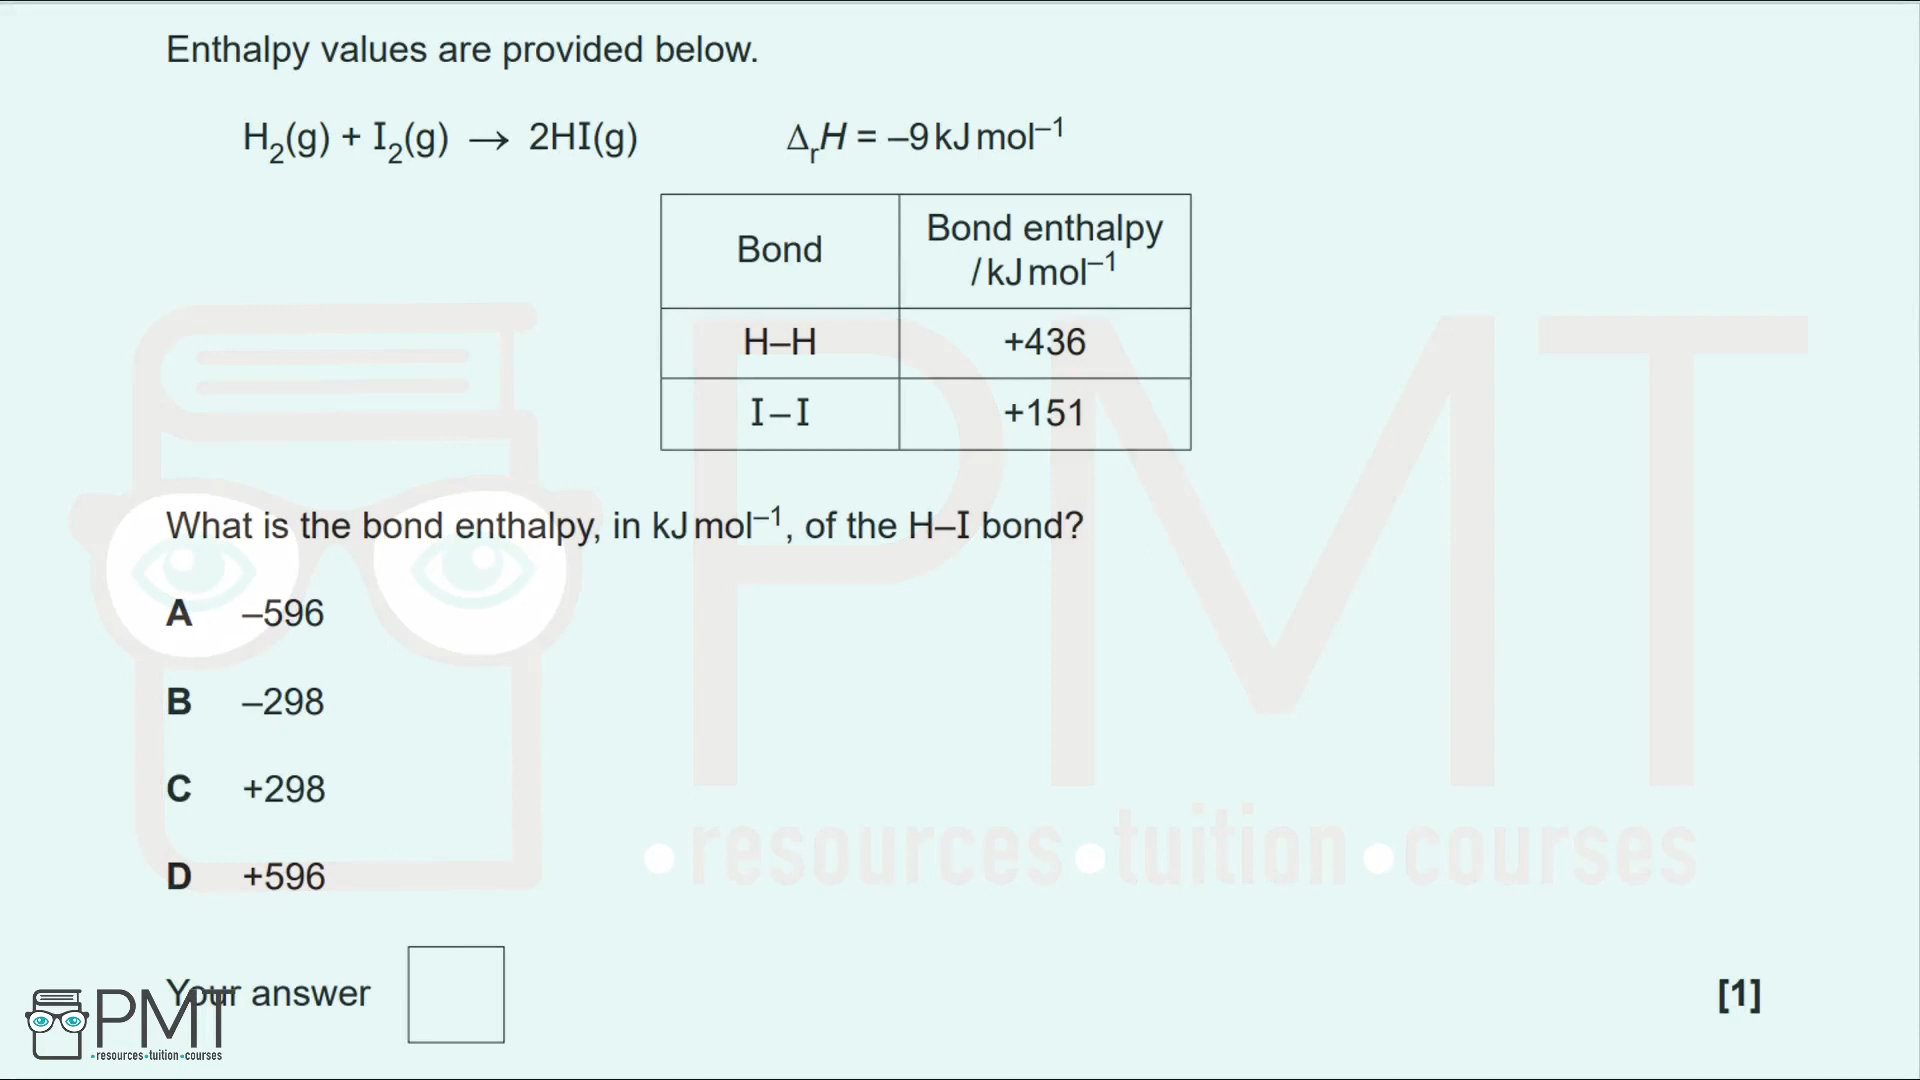 Enthalpy values are provided below.
H₂(g) + I₂(g) → 2HI(g) ΔᵣH = –9 kJ mol⁻¹
Bond Bond enthalpy
/ kJ mol⁻¹
H–H +436
I–I +151
What is the bond enthalpy, in kJ mol⁻¹, of the H–I bond?
A –596
B –298
C +298
D +596
Your answer [1]
PMT
•resources•tuition•courses
PMT
•resources•tuition•courses